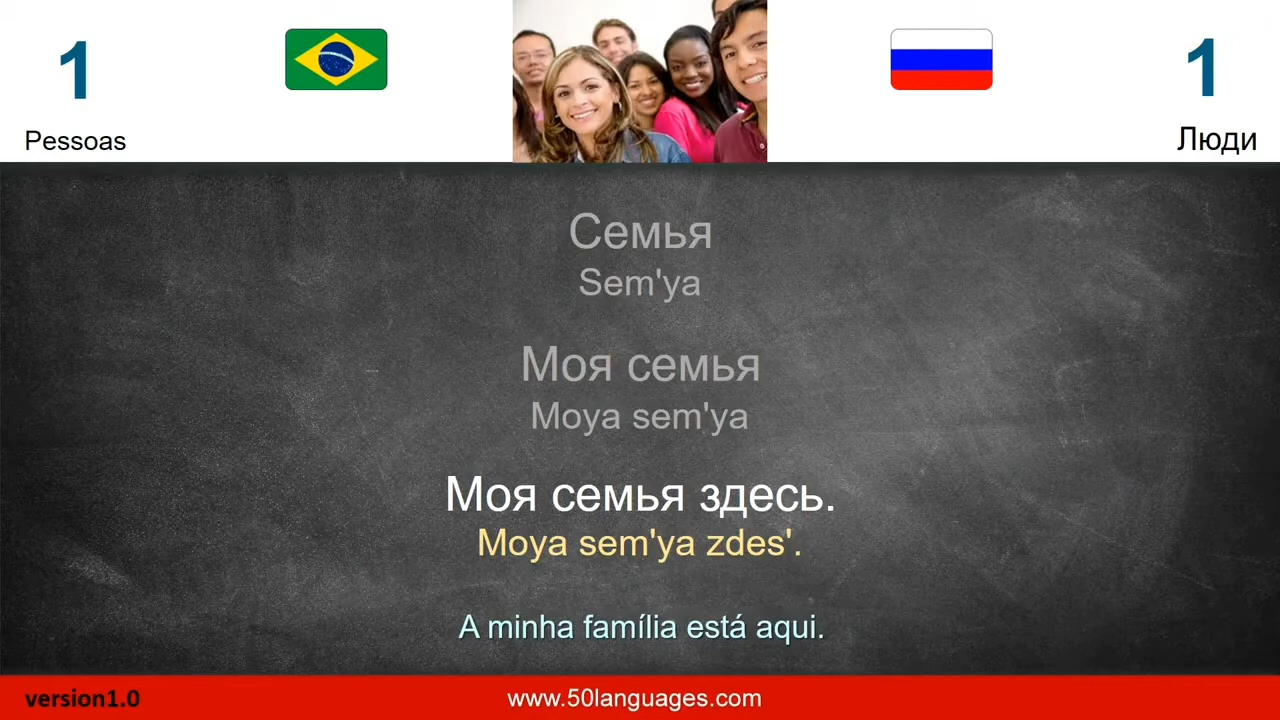 1
1
Pessoas
Люди
Семья
Sem'ya
Моя семья
Moya sem'ya
Моя семья здесь.
Moya sem'ya zdes'.
A minha família está aqui.
version1.0
www.50languages.com